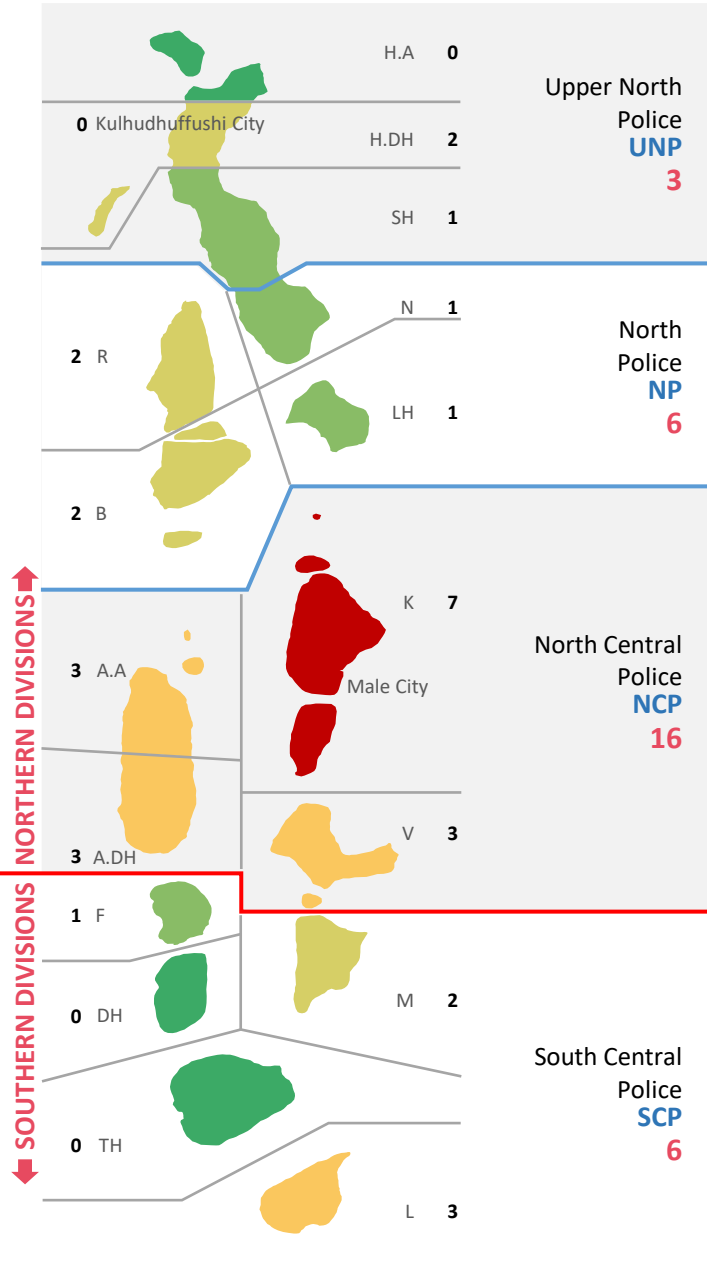 H.A 0
0 Kulhudhuffushi City
H.DH 2
SH 1
Upper North
Police
UNP
3
N 1
2 R
LH 1
2 B
North
Police
NP
6
K 7
Male City
3 A.A
V 3
3 A.DH
North Central
Police
NCP
16
NORTHERN DIVISIONS
SOUTHERN DIVISIONS
1 F
0 DH
M 2
0 TH
L 3
South Central
Police
SCP
6